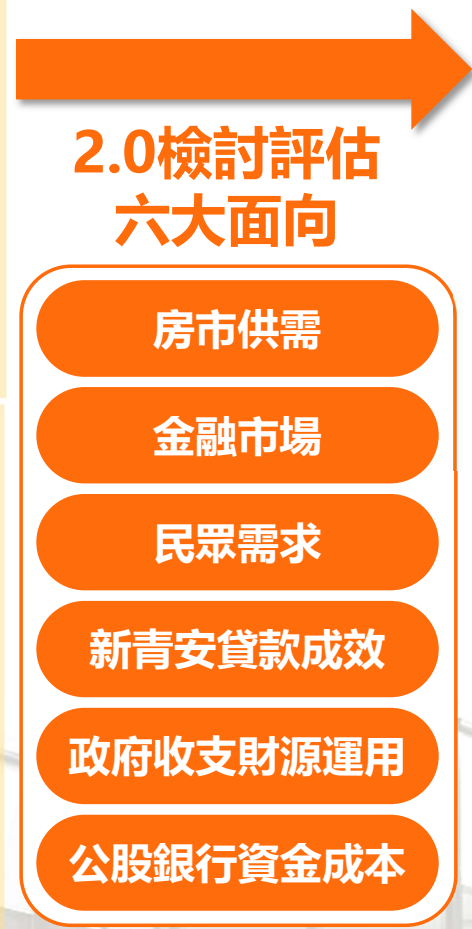 2.0檢討評估
六大面向
房市供需
金融市場
民眾需求
新青安貸款成效
政府收支財源運用
公股銀行資金成本